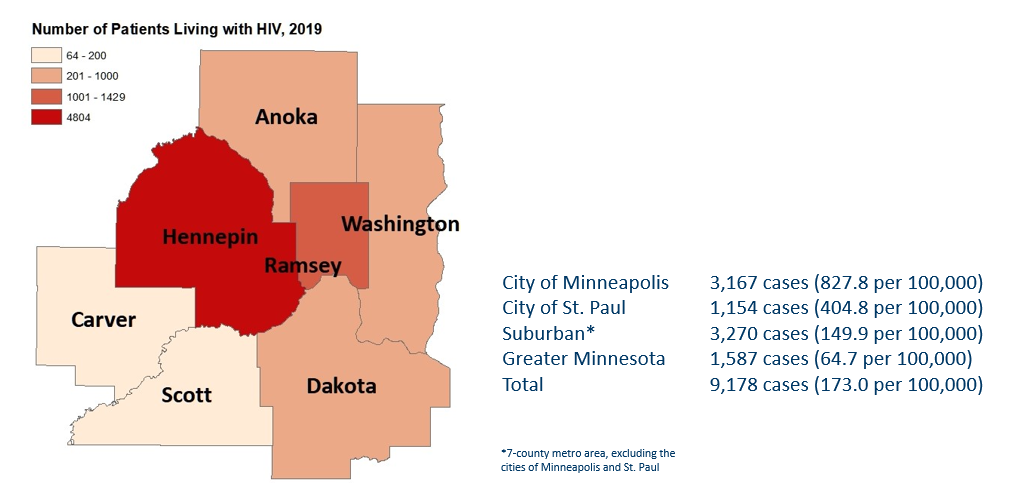 Number of Patients Living with HIV, 2019
64 - 200
201 - 1000
1001 - 1429
4804
Anoka
Washington
Hennepin
Ramsey
Carver
Scott
Dakota
City of Minneapolis 3,167 cases (827.8 per 100,000)
City of St. Paul 1,154 cases (404.8 per 100,000)
Suburban* 3,270 cases (149.9 per 100,000)
Greater Minnesota 1,587 cases (64.7 per 100,000)
Total 9,178 cases (173.0 per 100,000)
*7-county metro area, excluding the
cities of Minneapolis and St. Paul